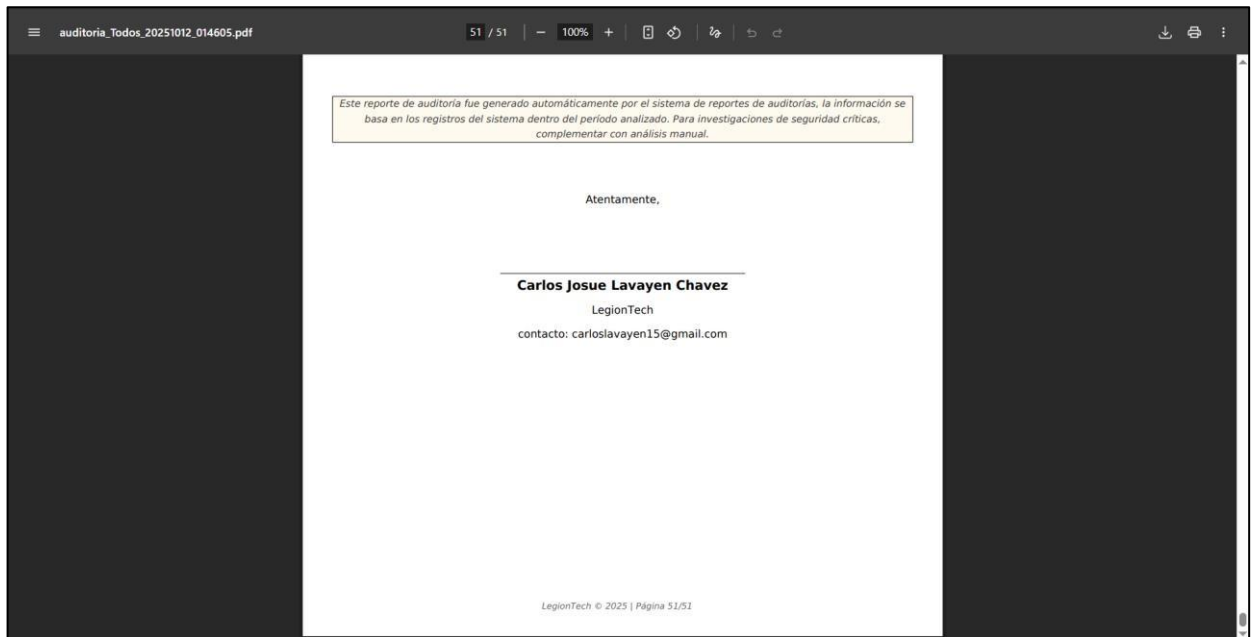 auditoria_Todos_20251012_014605.pdf
51 / 51
100%
Este reporte de auditoría fue generado automáticamente por el sistema de reportes de auditorías, la información se
basa en los registros del sistema dentro del período analizado. Para investigaciones de seguridad críticas,
complementar con análisis manual.
Atentamente,
Carlos Josue Lavayen Chavez
LegionTech
contacto: carloslavayen15@gmail.com
LegionTech © 2025 | Página 51/51